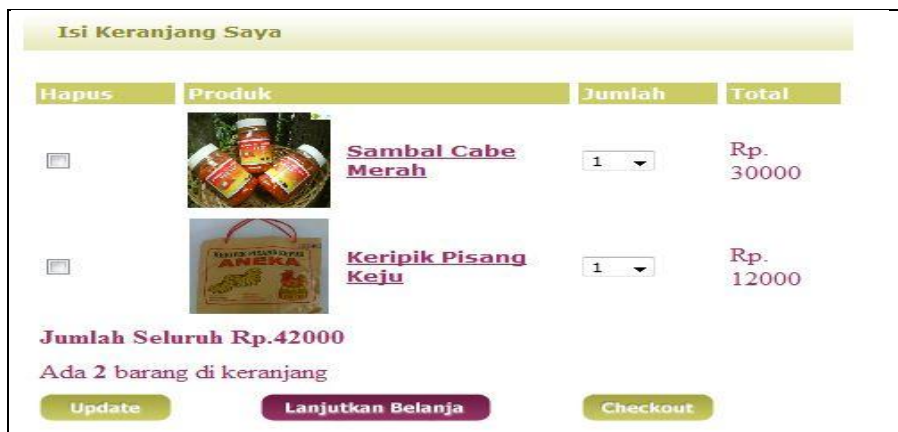 Isi Keranjang Saya
Hapus Produk Jumlah Total
Sambal Cabe
Merah
1
Rp.
30000
ANEKA
Keripik Pisang
Keju
1
Rp.
12000
Jumlah Seluruh Rp.42000
Ada 2 barang di keranjang
Update Lanjutkan Belanja Checkout